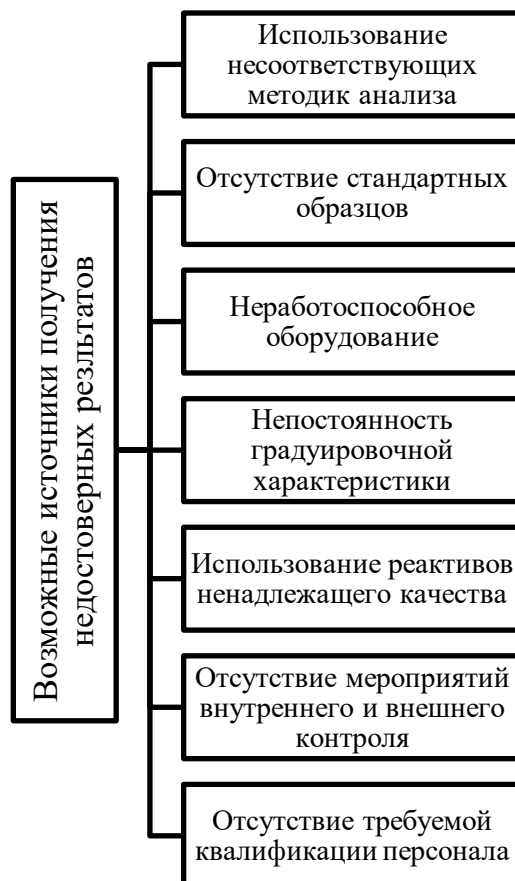 Возможные источники получения
недостоверных резльтатов
Использование
несоответствующих
методик анализа
Отсутствие стандартных
образцов
Неработоспособное
оборудование
Непостоянность
градуировочной
характеристики
Использование реактивов
ненадлежащего качества
Отсутствие мероприятий
внутреннего и внешнего
контроля
Отсутствие требуемой
квалификации персонала